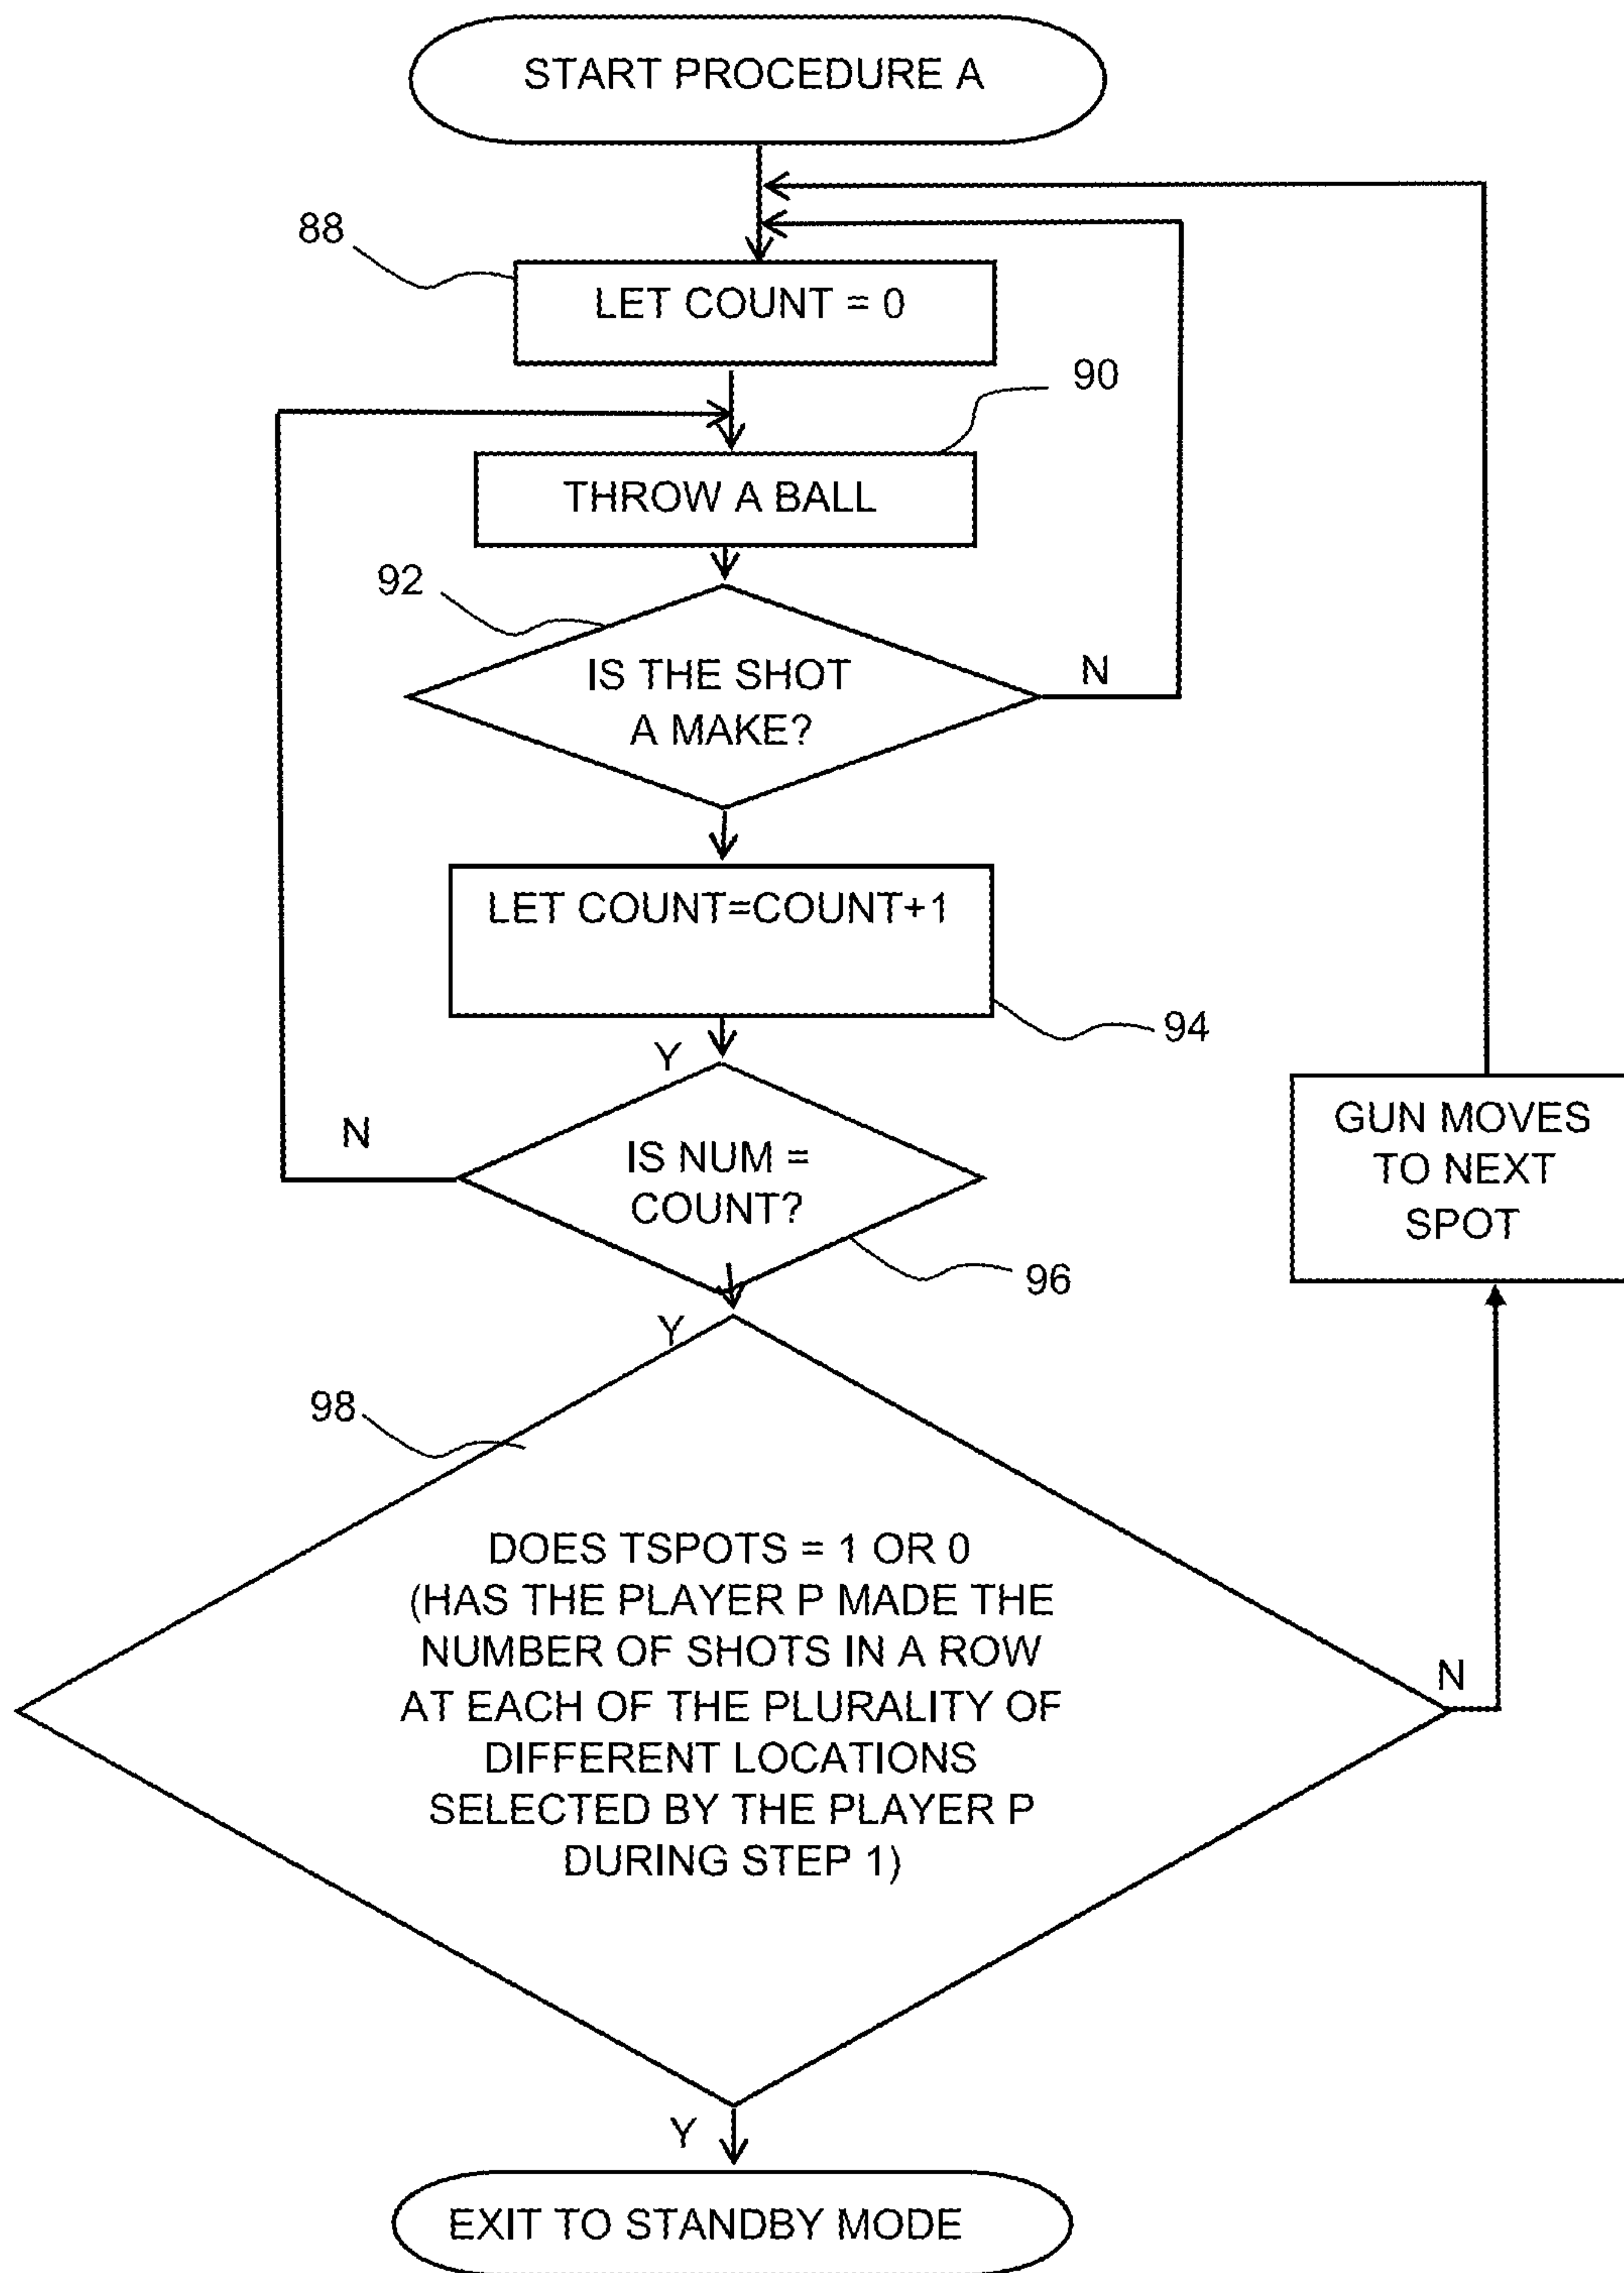 START PROCEDURE A
88
LET COUNT = 0
90
THROW A BALL
92
IS THE SHOT
A MAKE?
N
LET COUNT=COUNT+1
94
Y
N
IS NUM =
COUNT?
96
GUN MOVES
TO NEXT
SPOT
Y
98
DOES TSPOTS = 1 OR 0
(HAS THE PLAYER P MADE THE
NUMBER OF SHOTS IN A ROW
AT EACH OF THE PLURALITY OF
DIFFERENT LOCATIONS
SELECTED BY THE PLAYER P
DURING STEP 1)
N
Y
EXIT TO STANDBY MODE